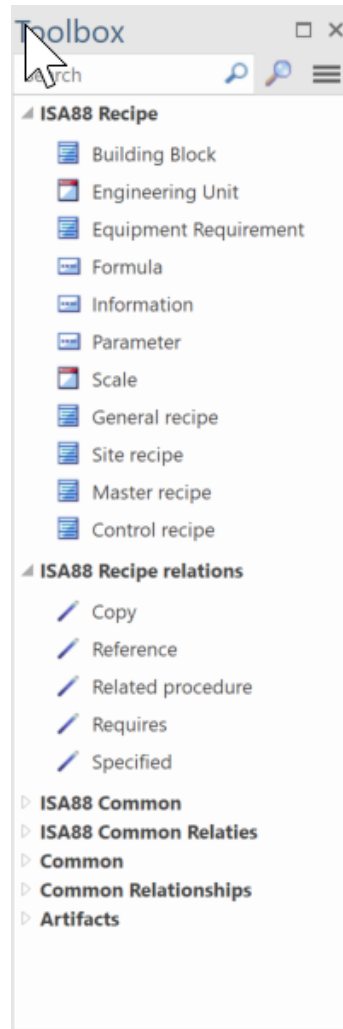 Toolbox
Search
ISA88 Recipe
Building Block
Engineering Unit
Equipment Requirement
Formula
Information
Parameter
Scale
General recipe
Site recipe
Master recipe
Control recipe
ISA88 Recipe relations
Copy
Reference
Related procedure
Requires
Specified
ISA88 Common
ISA88 Common Relaties
Common
Common Relationships
Artifacts